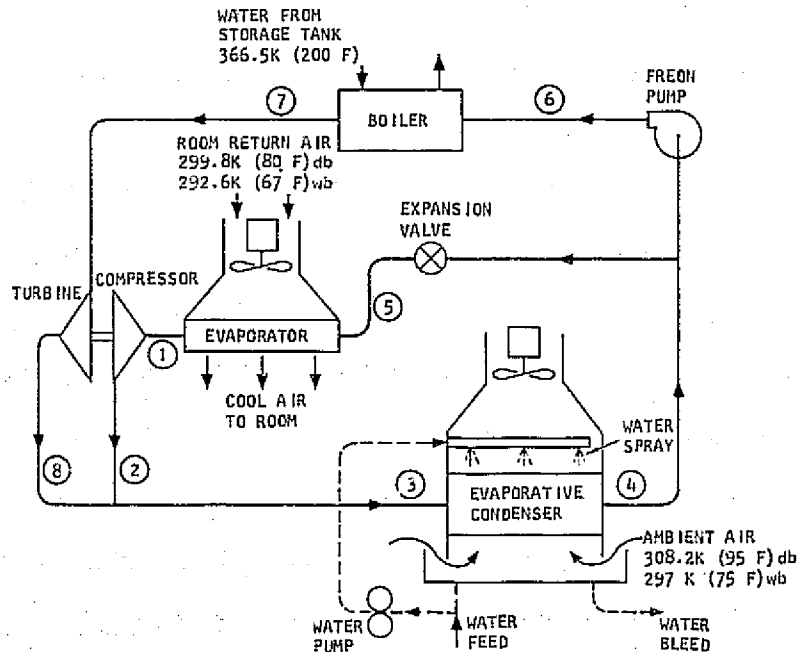 WATER FROM
STORAGE TANK
366.5K (200 F)
FREON
PUMP
7
BOILER
6
ROOM RETURN AIR
299.8K (80 F)db
292.6K (67 F)wb
EXPANSION
VALVE
TURBINE
COMPRESSOR
5
EVAPORATOR
1
COOL AIR
TO ROOM
WATER
SPRAY
8
2
3
4
EVAPORATIVE
CONDENSER
AMBIENT AIR
308.2K (95 F)db
297 K (75 F)wb
WATER
PUMP
WATER
FEED
WATER
BLEED